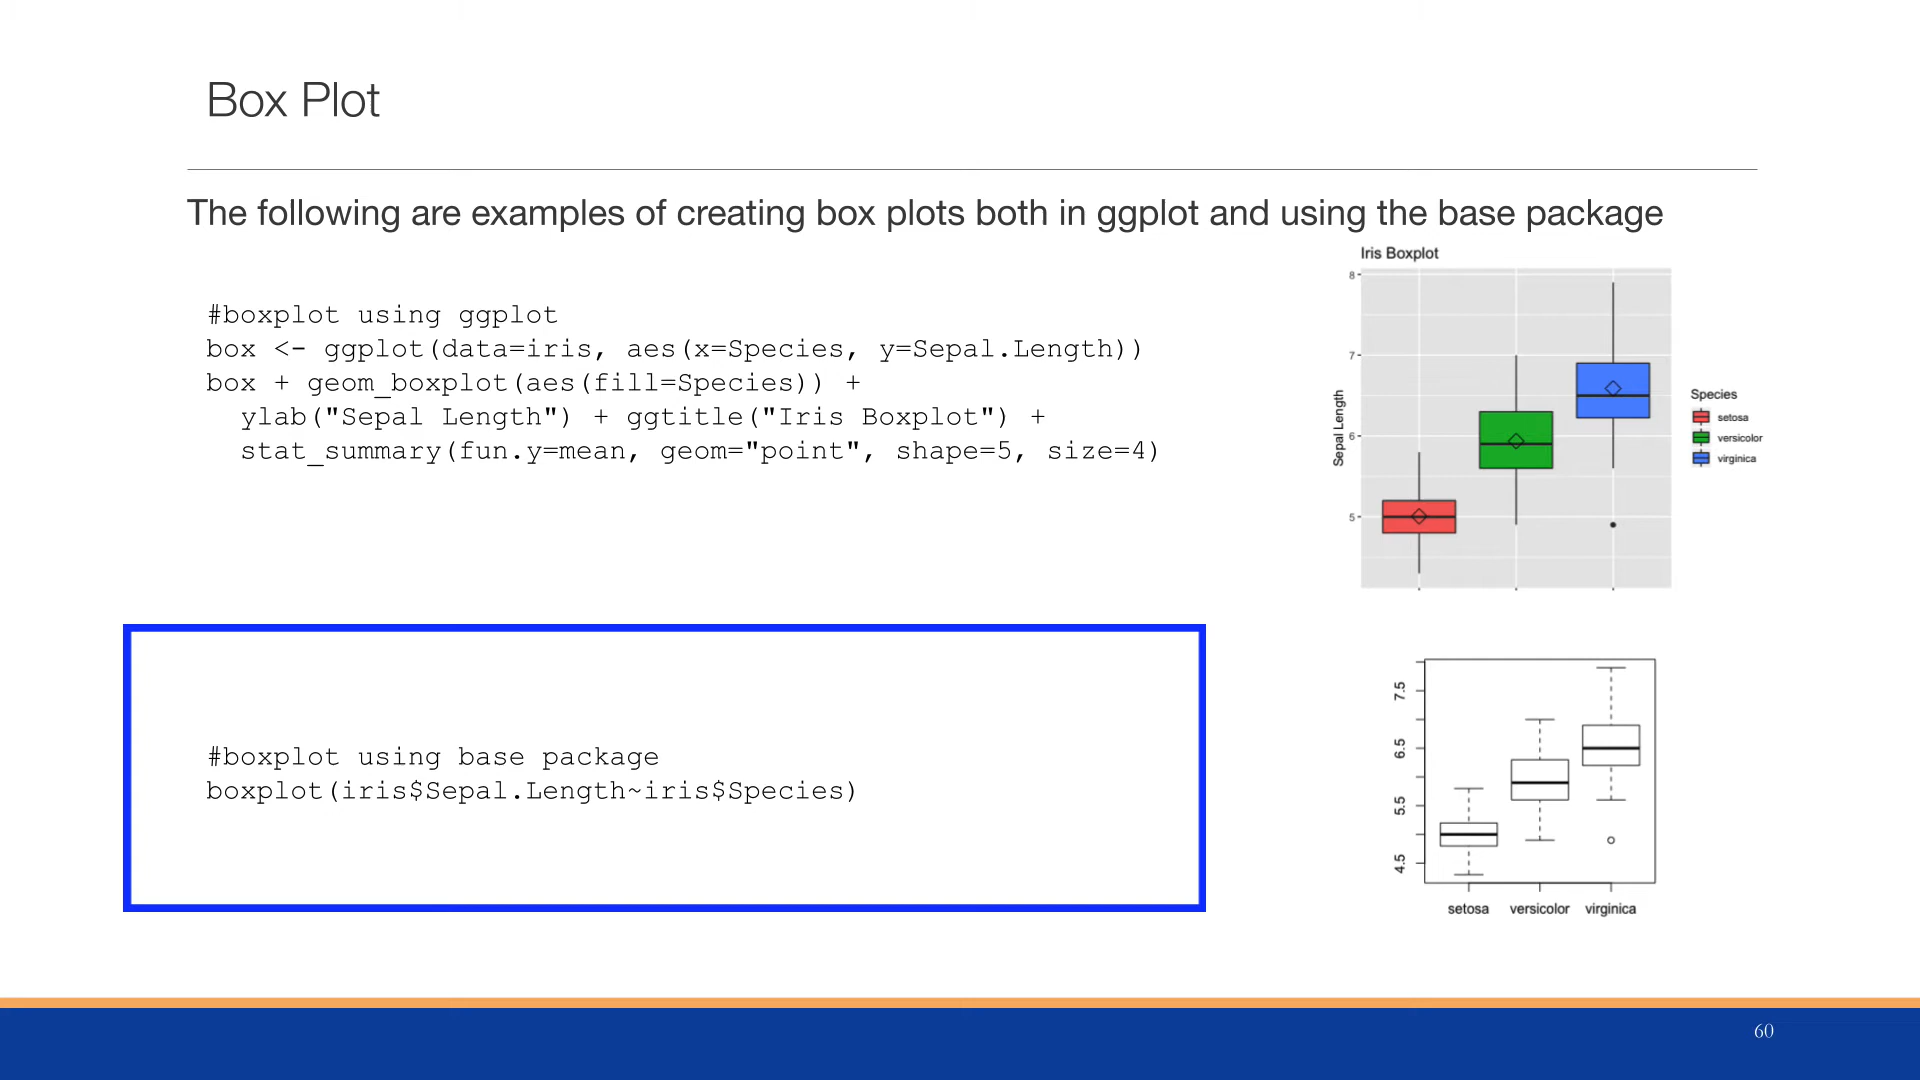 Box Plot
The following are examples of creating box plots both in ggplot and using the base package
#boxplot using ggplot
box <- ggplot(data=iris, aes(x=Species, y=Sepal.Length))
box + geom_boxplot(aes(fill=Species)) +
  ylab("Sepal Length") + ggtitle("Iris Boxplot") +
  stat_summary(fun.y=mean, geom="point", shape=5, size=4)
Iris Boxplot
8
7
6
5
Sepal Length
Species
setosa
versicolor
virginica
#boxplot using base package
boxplot(iris$Sepal.Length~iris$Species)
7.5
6.5
5.5
4.5
setosa versicolor virginica
60